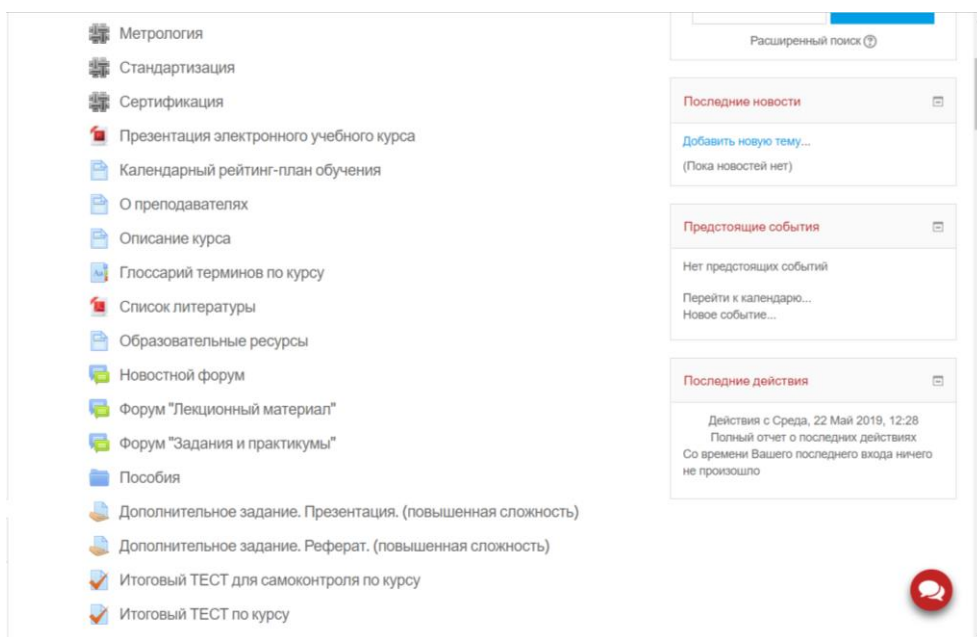 Метрология
Стандартизация
Сертификация
Презентация электронного учебного курса
Календарный рейтинг-план обучения
О преподавателях
Описание курса
Глоссарий терминов по курсу
Список литературы
Образовательные ресурсы
Новостной форум
Форум "Лекционный материал"
Форум "Задания и практикумы"
Пособия
Дополнительное задание. Презентация. (повышенная сложность)
Дополнительное задание. Реферат. (повышенная сложность)
Итоговый ТЕСТ для самоконтроля по курсу
Итоговый ТЕСТ по курсу
Расширенный поиск
Последние новости
Добавить новую тему...
(Пока новостей нет)
Предстоящие события
Нет предстоящих событий
Перейти к календарю...
Новое событие...
Последние действия
Действия с Среда, 22 Май 2019, 12:28
Полный отчет о последних действиях
Со времени Вашего последнего входа ничего
не произошло